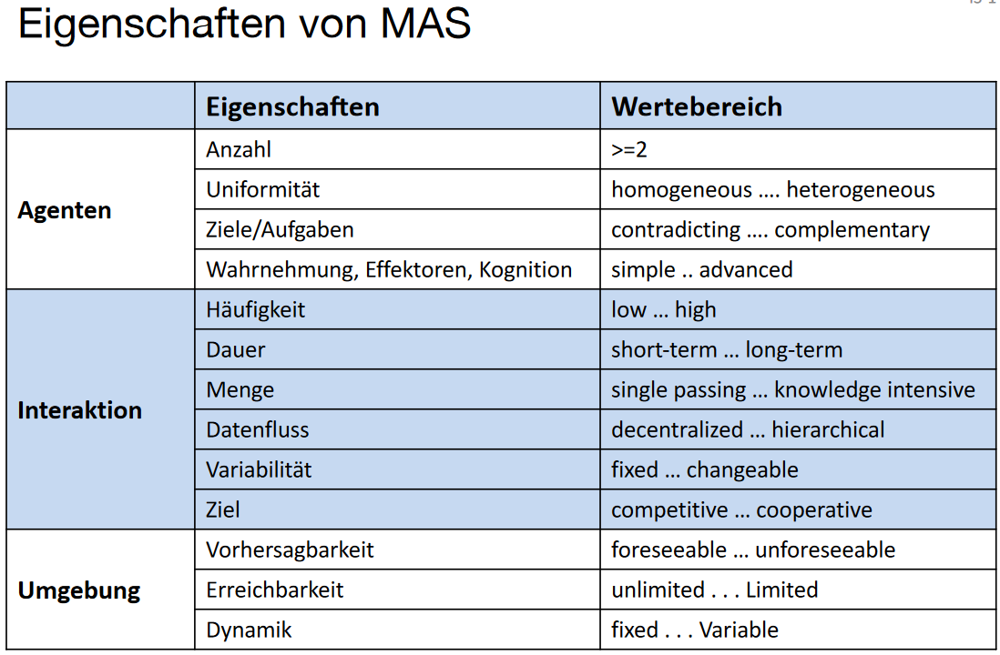 Eigenschaften von MAS
Eigenschaften Wertebereich
Agenten
Anzahl >=2
Uniformität homogeneous .... heterogeneous
Ziele/Aufgaben contradicting .... complementary
Wahrnehmung, Effektoren, Kognition simple .. advanced
Interaktion
Häufigkeit low ... high
Dauer short-term ... long-term
Menge single passing ... knowledge intensive
Datenfluss decentralized ... hierarchical
Variabilität fixed ... changeable
Ziel competitive ... cooperative
Umgebung
Vorhersagbarkeit foreseeable ... unforeseeable
Erreichbarkeit unlimited . . . Limited
Dynamik fixed . . . Variable